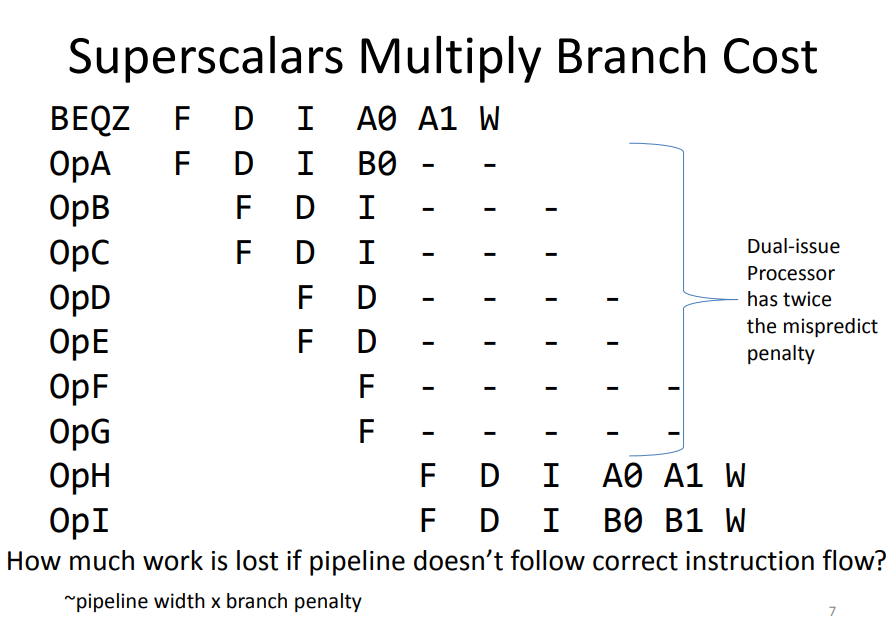 Superscalars Multiply Branch Cost
BEQZ F D I A0 A1 W
OpA F D I B0 - -
OpB F D I - - -
OpC F D I - - -
OpD F D - - - -
OpE F D - - - -
OpF F - - - - -
OpG F - - - - -
OpH F D I A0 A1 W
OpI F D I B0 B1 W
Dual-issue
Processor
has twice
the mispredict
penalty
How much work is lost if pipeline doesn't follow correct instruction flow?
~pipeline width x branch penalty
7